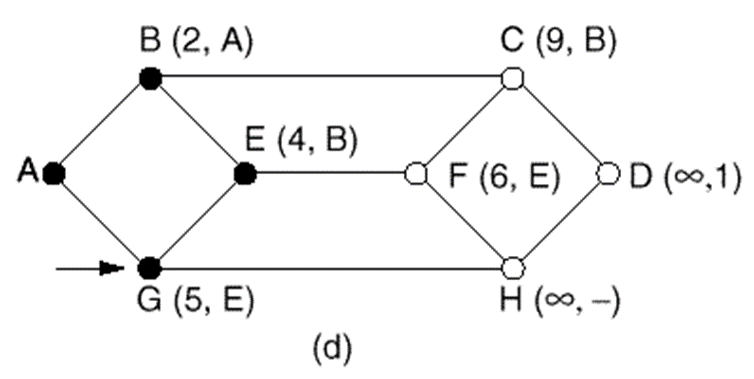 B (2, A)
C (9, B)
E (4, B)
A
F (6, E)
D (∞,1)
G (5, E)
H (∞, –)
(d)